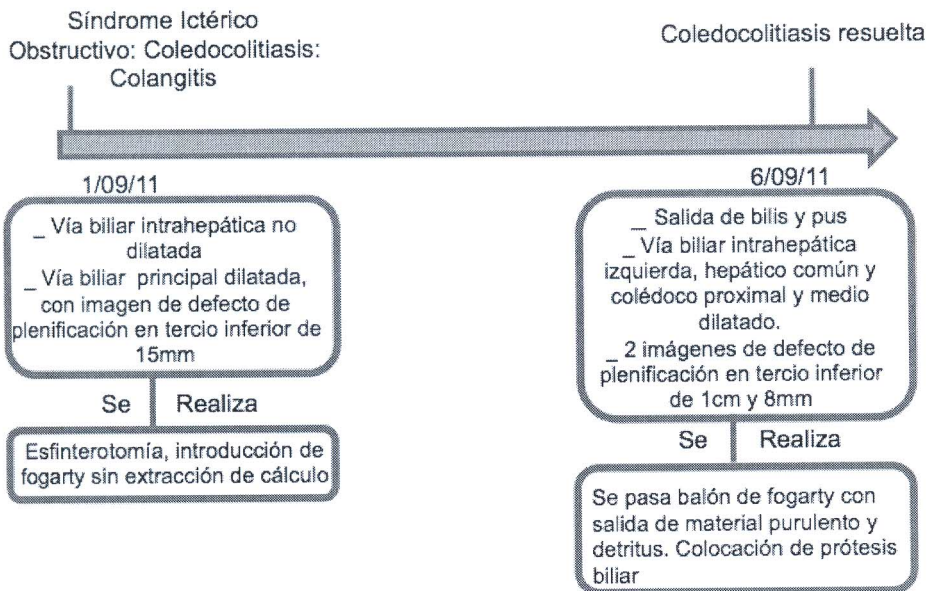 Síndrome Ictérico
Obstructivo: Coledocolitiasis:
Colangitis
Coledocolitiasis resuelta
1/09/11
_ Vía biliar intrahepática no
dilatada
_ Vía biliar principal dilatada,
con imagen de defecto de
plenificación en tercio inferior de
15mm
Se Realiza
Esfinterotomía, introducción de
fogarty sin extracción de cálculo
6/09/11
_ Salida de bilis y pus
_ Vía biliar intrahepática
izquierda, hepático común y
colédoco proximal y medio
dilatado.
_ 2 imágenes de defecto de
plenificación en tercio inferior
de 1cm y 8mm
Se Realiza
Se pasa balón de fogarty con
salida de material purulento y
detritus. Colocación de prótesis
biliar